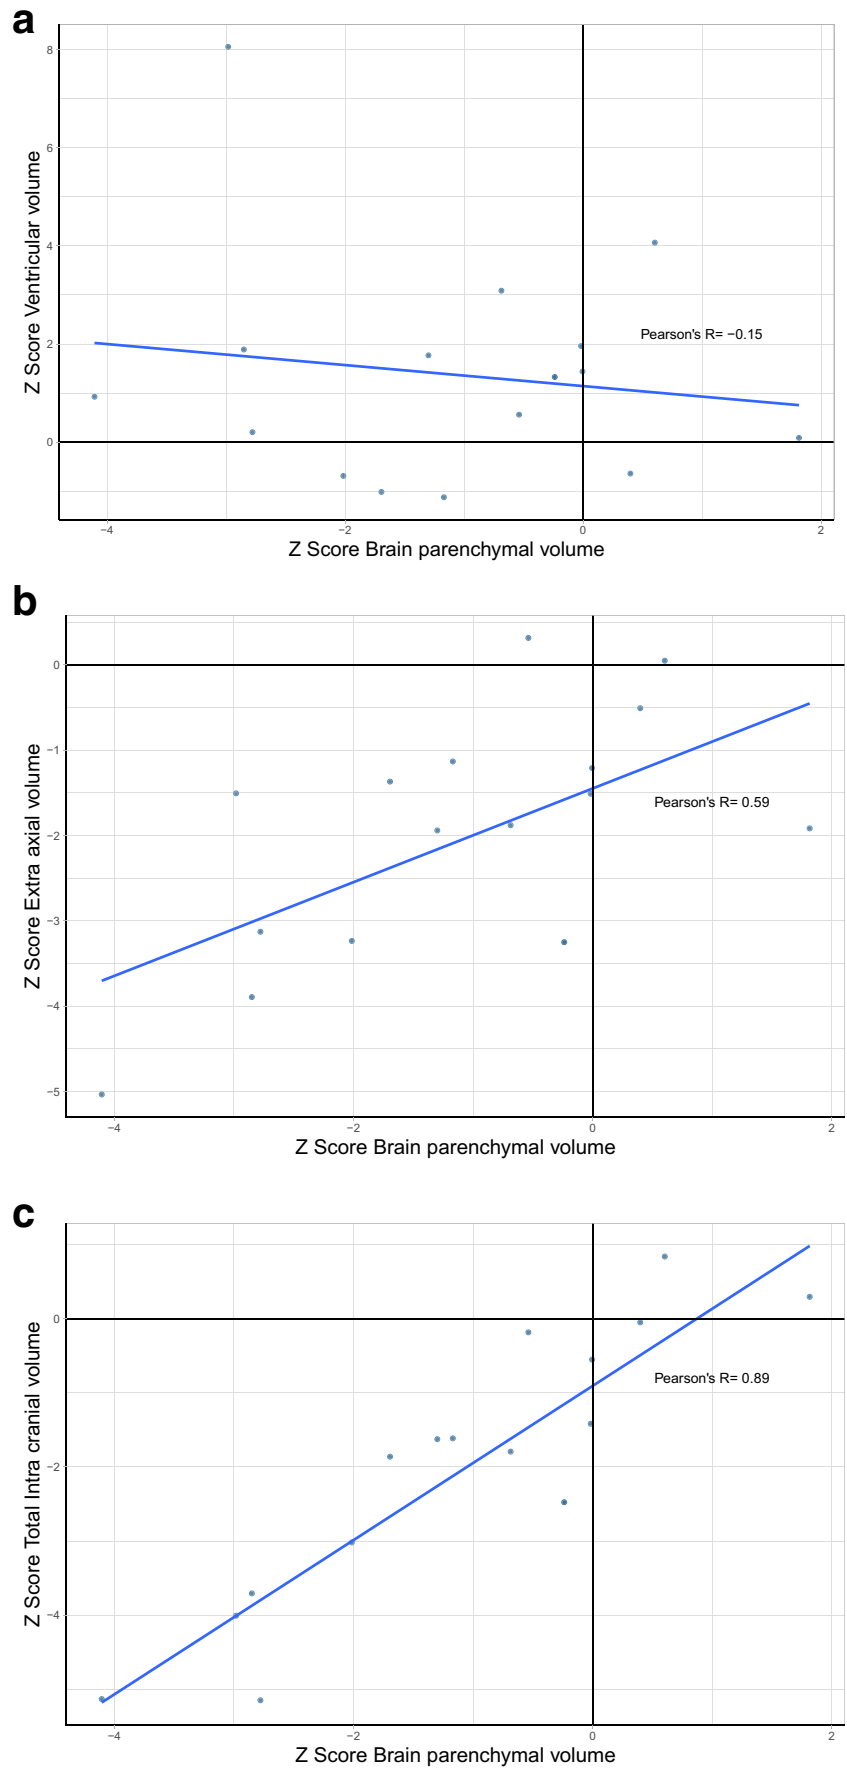 a
8
6
4
2
0
Z Score Ventricular volume
Pearson's R= −0.15
−4
−2
0
2
Z Score Brain parenchymal volume
b
0
−1
−2
−3
−4
−5
Z Score Extra axial volume
Pearson's R= 0.59
−4
−2
0
2
Z Score Brain parenchymal volume
c
0
−2
−4
Z Score Total Intra cranial volume
Pearson's R= 0.89
−4
−2
0
2
Z Score Brain parenchymal volume